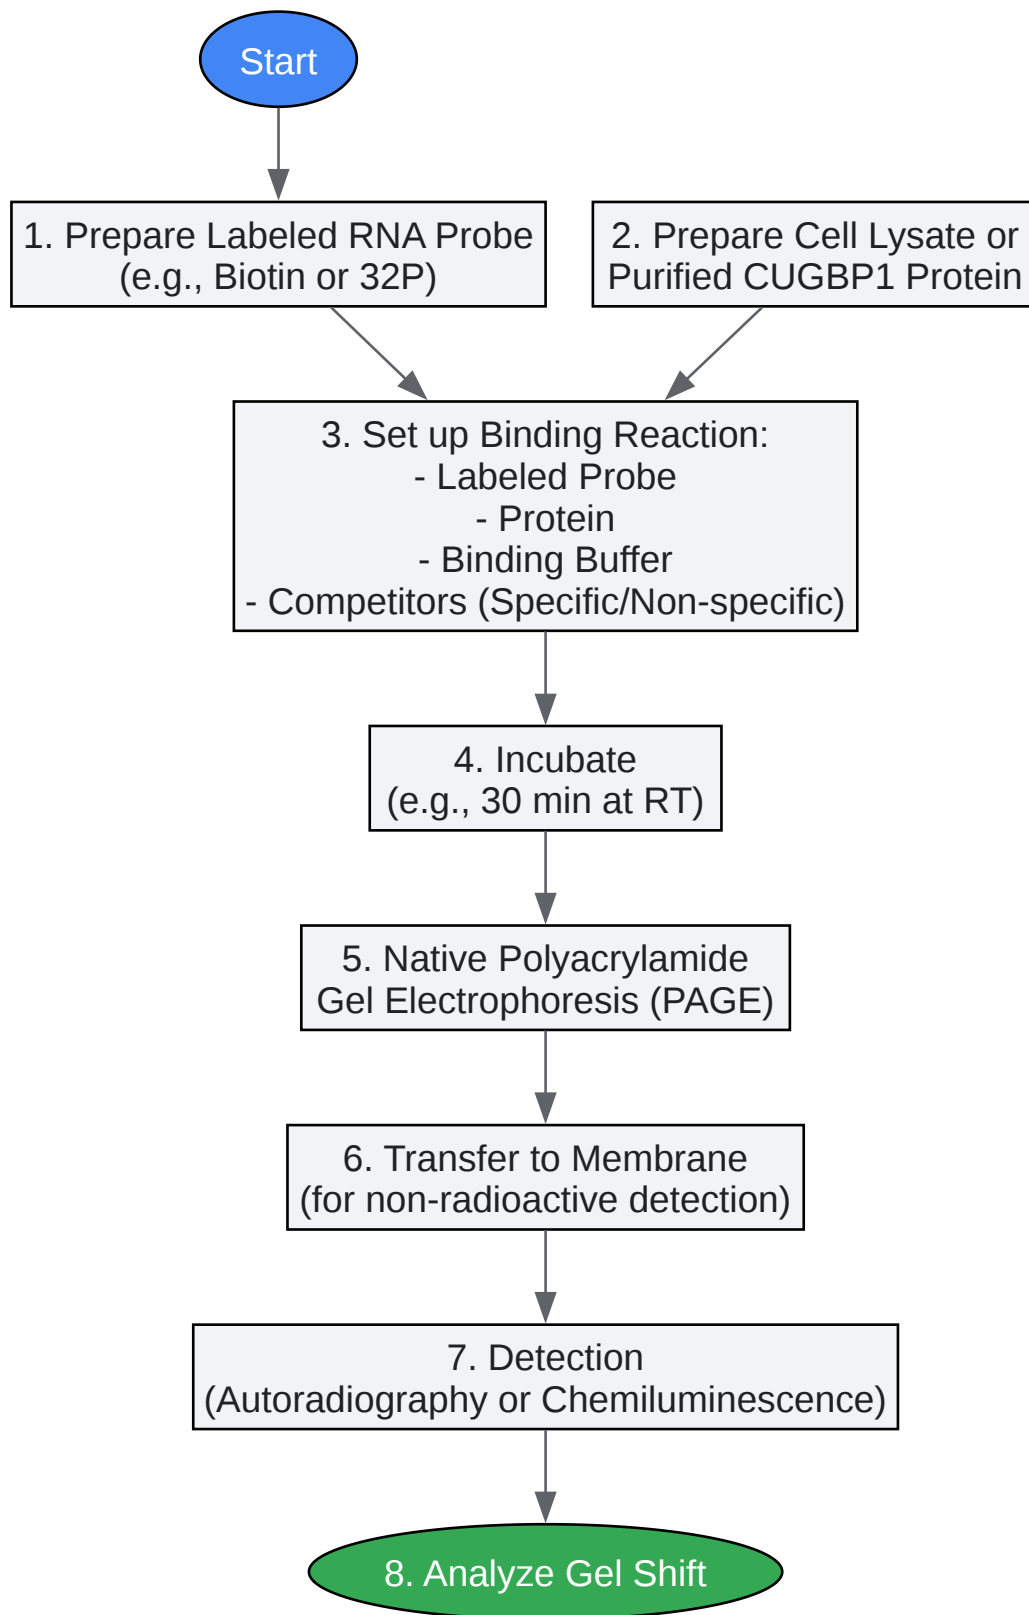 Start
1. Prepare Labeled RNA Probe
(e.g., Biotin or 32P)
2. Prepare Cell Lysate or
Purified CUGBP1 Protein
3. Set up Binding Reaction:
- Labeled Probe
- Protein
- Binding Buffer
- Competitors (Specific/Non-specific)
4. Incubate
(e.g., 30 min at RT)
5. Native Polyacrylamide
Gel Electrophoresis (PAGE)
6. Transfer to Membrane
(for non-radioactive detection)
7. Detection
(Autoradiography or Chemiluminescence)
8. Analyze Gel Shift